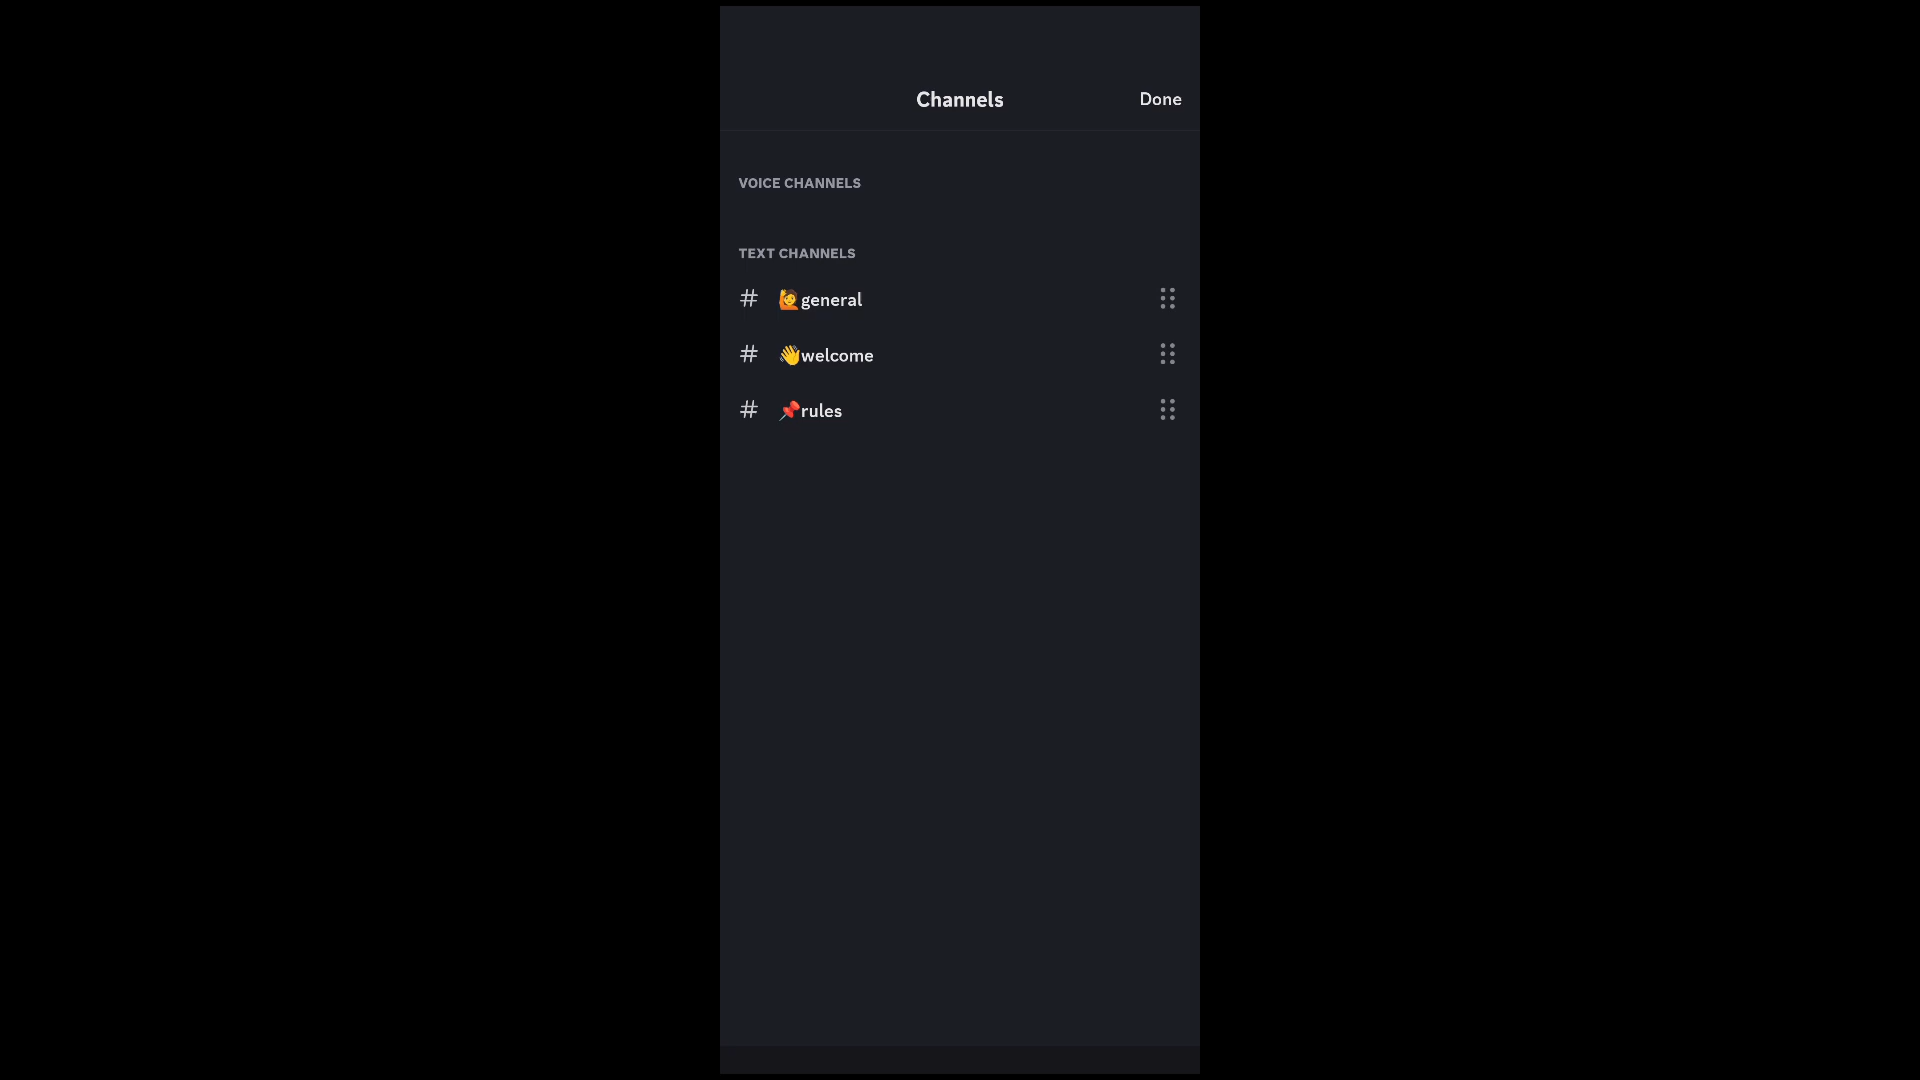 Channels
Done
VOICE CHANNELS
TEXT CHANNELS
# 🙋general
# 👋welcome
# 📌rules